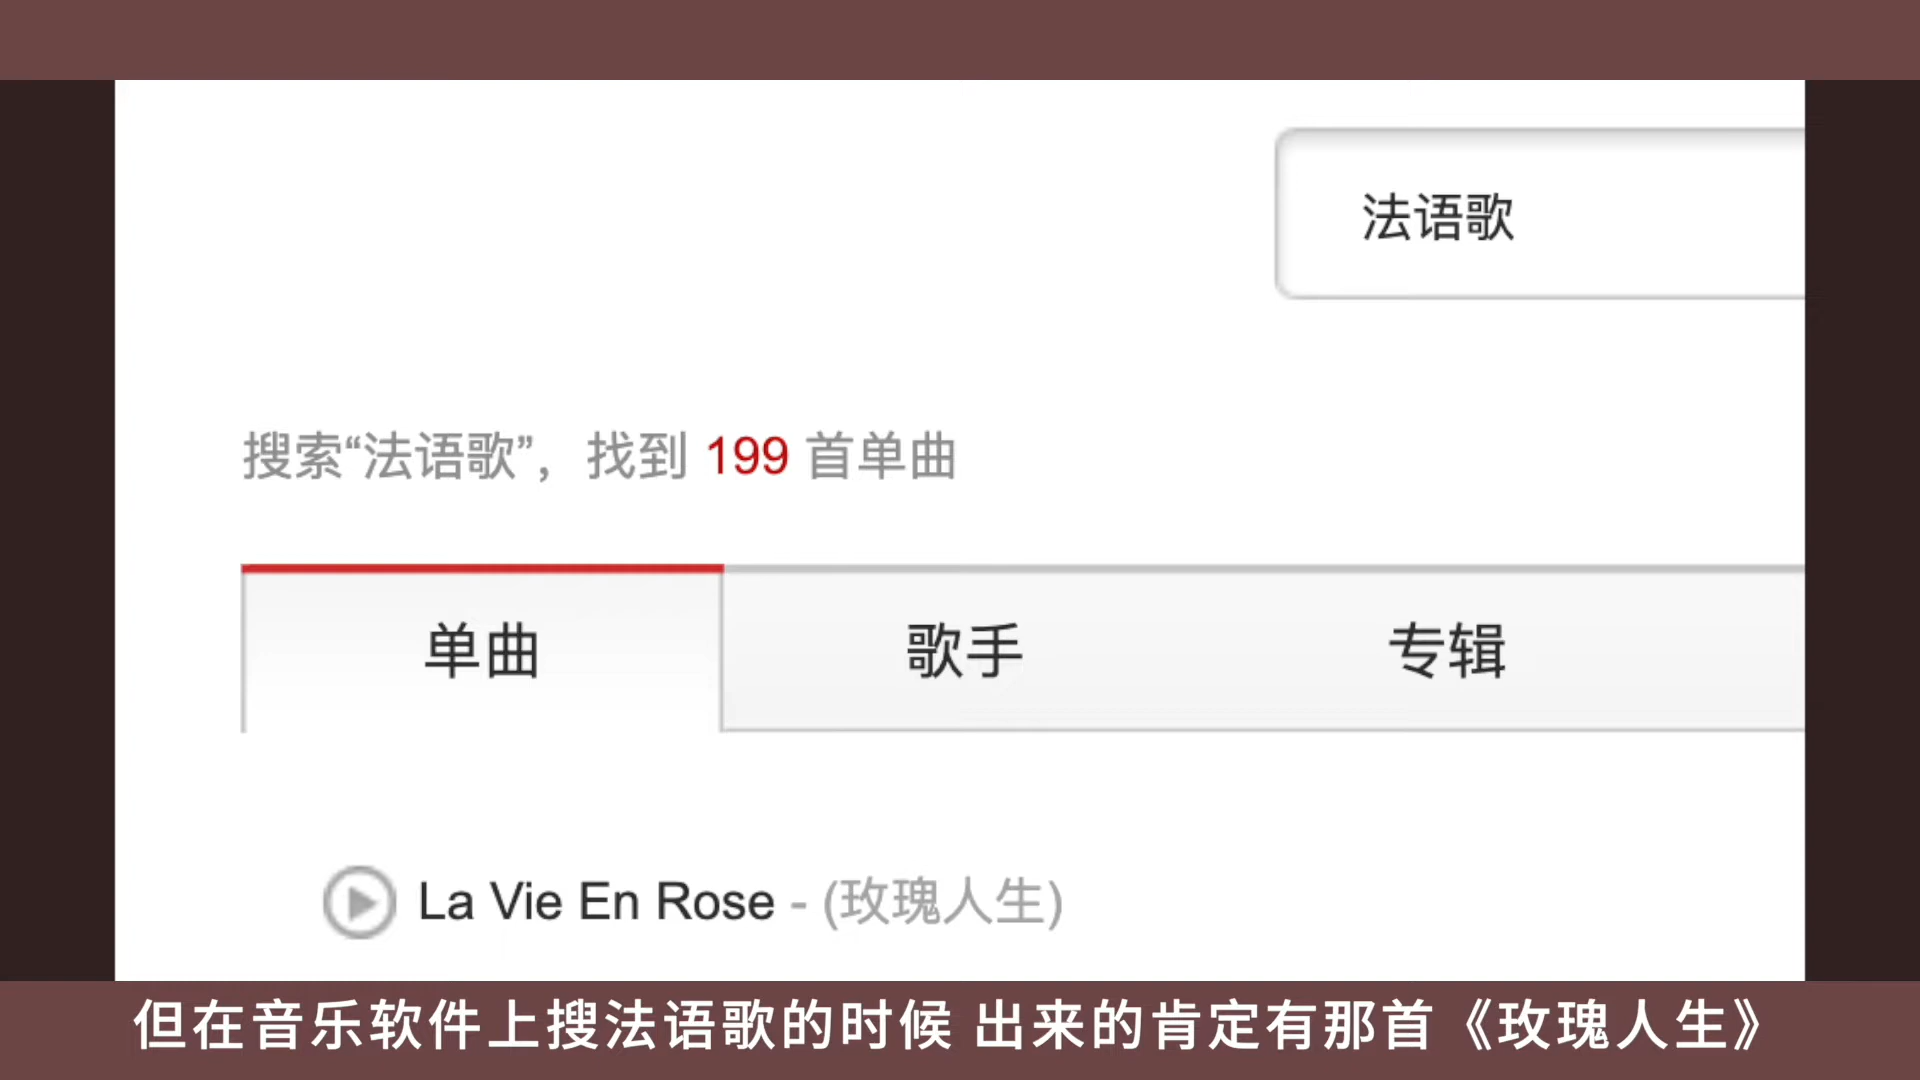 法语歌
搜索“法语歌”，找到 199 首单曲
单曲 歌手 专辑
La Vie En Rose - (玫瑰人生)
但在音乐软件上搜法语歌的时候 出来的肯定有那首《玫瑰人生》